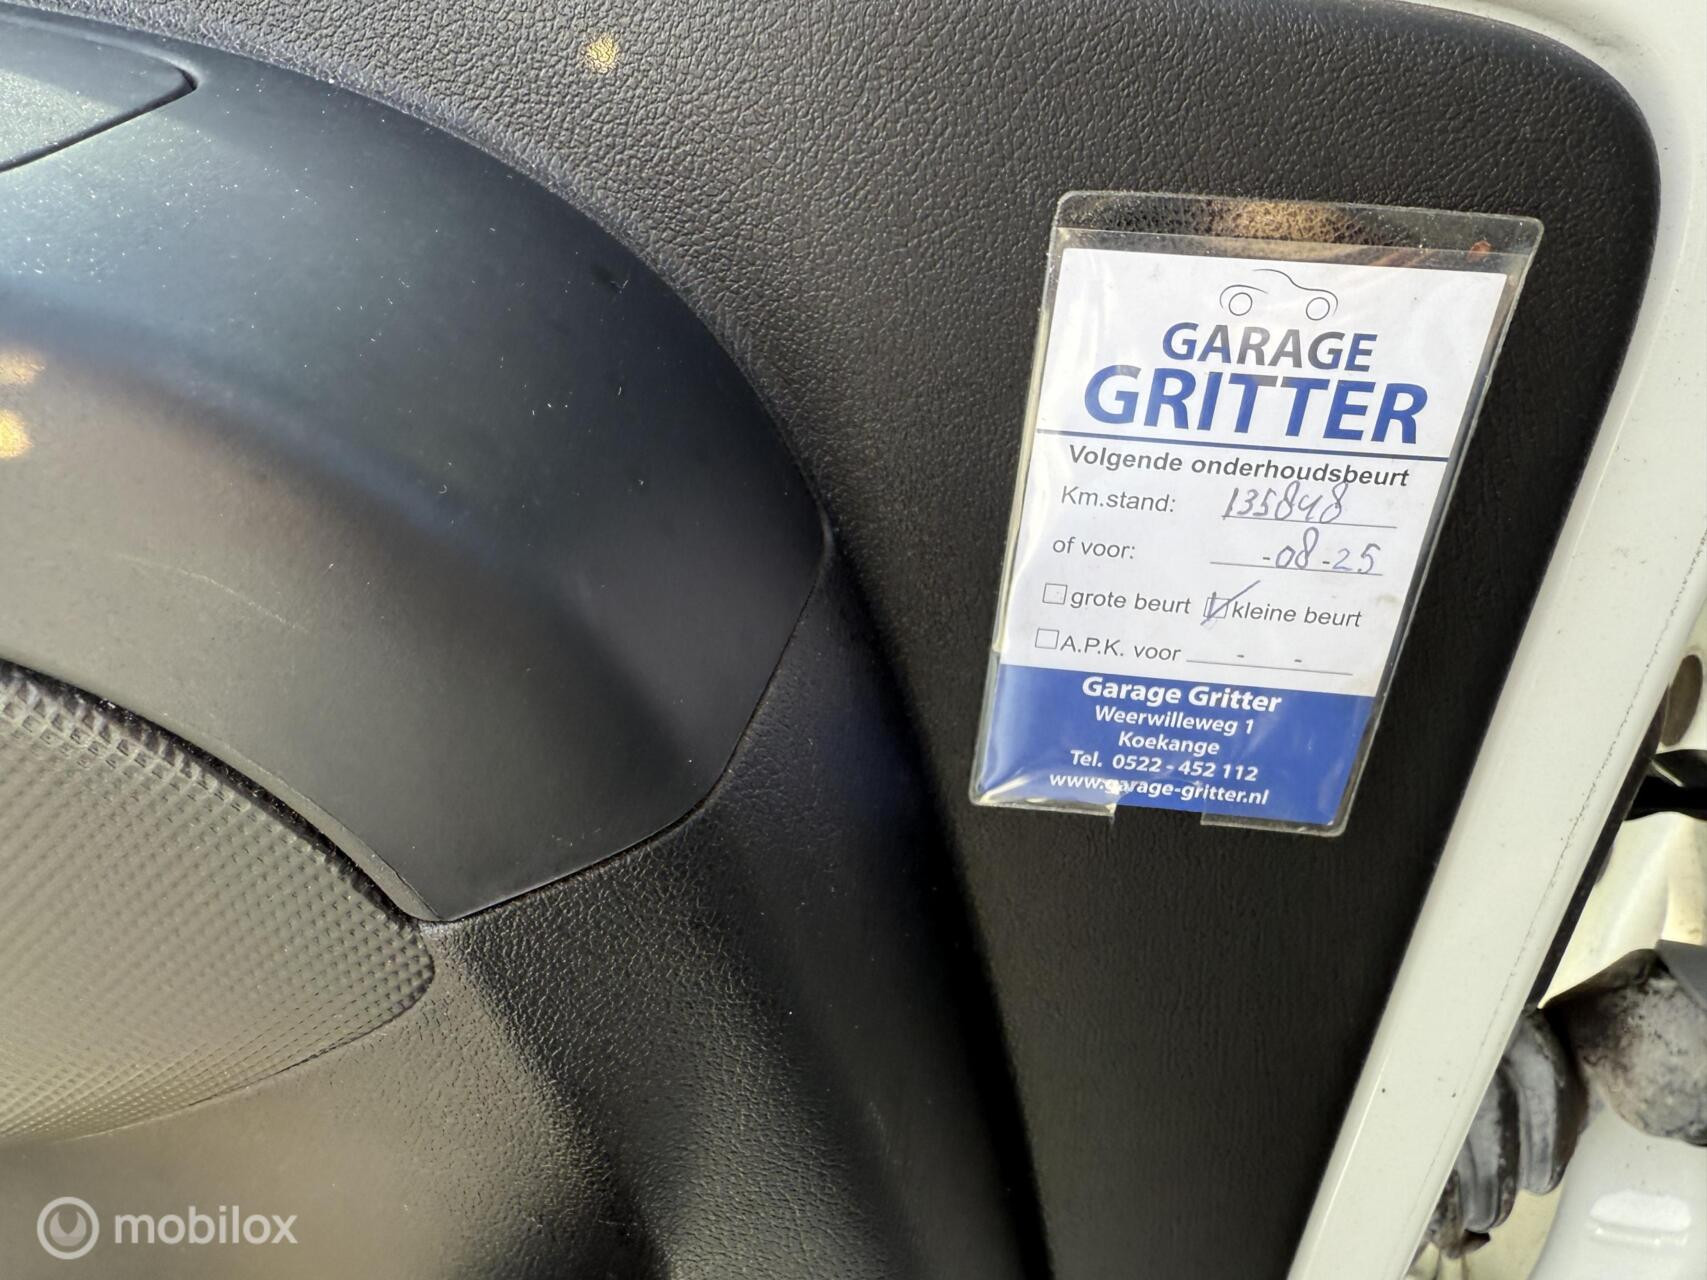 GARAGE
GRITTER
Volgende onderhoudsbeurt
Km.stand: 135848
of voor: -08-25
grote beurt kleine beurt
A.P.K. voor - -
Garage Gritter
Weerwilleweg 1
Koekange
Tel. 0522 - 452 112
www.garage-gritter.nl
mobilox